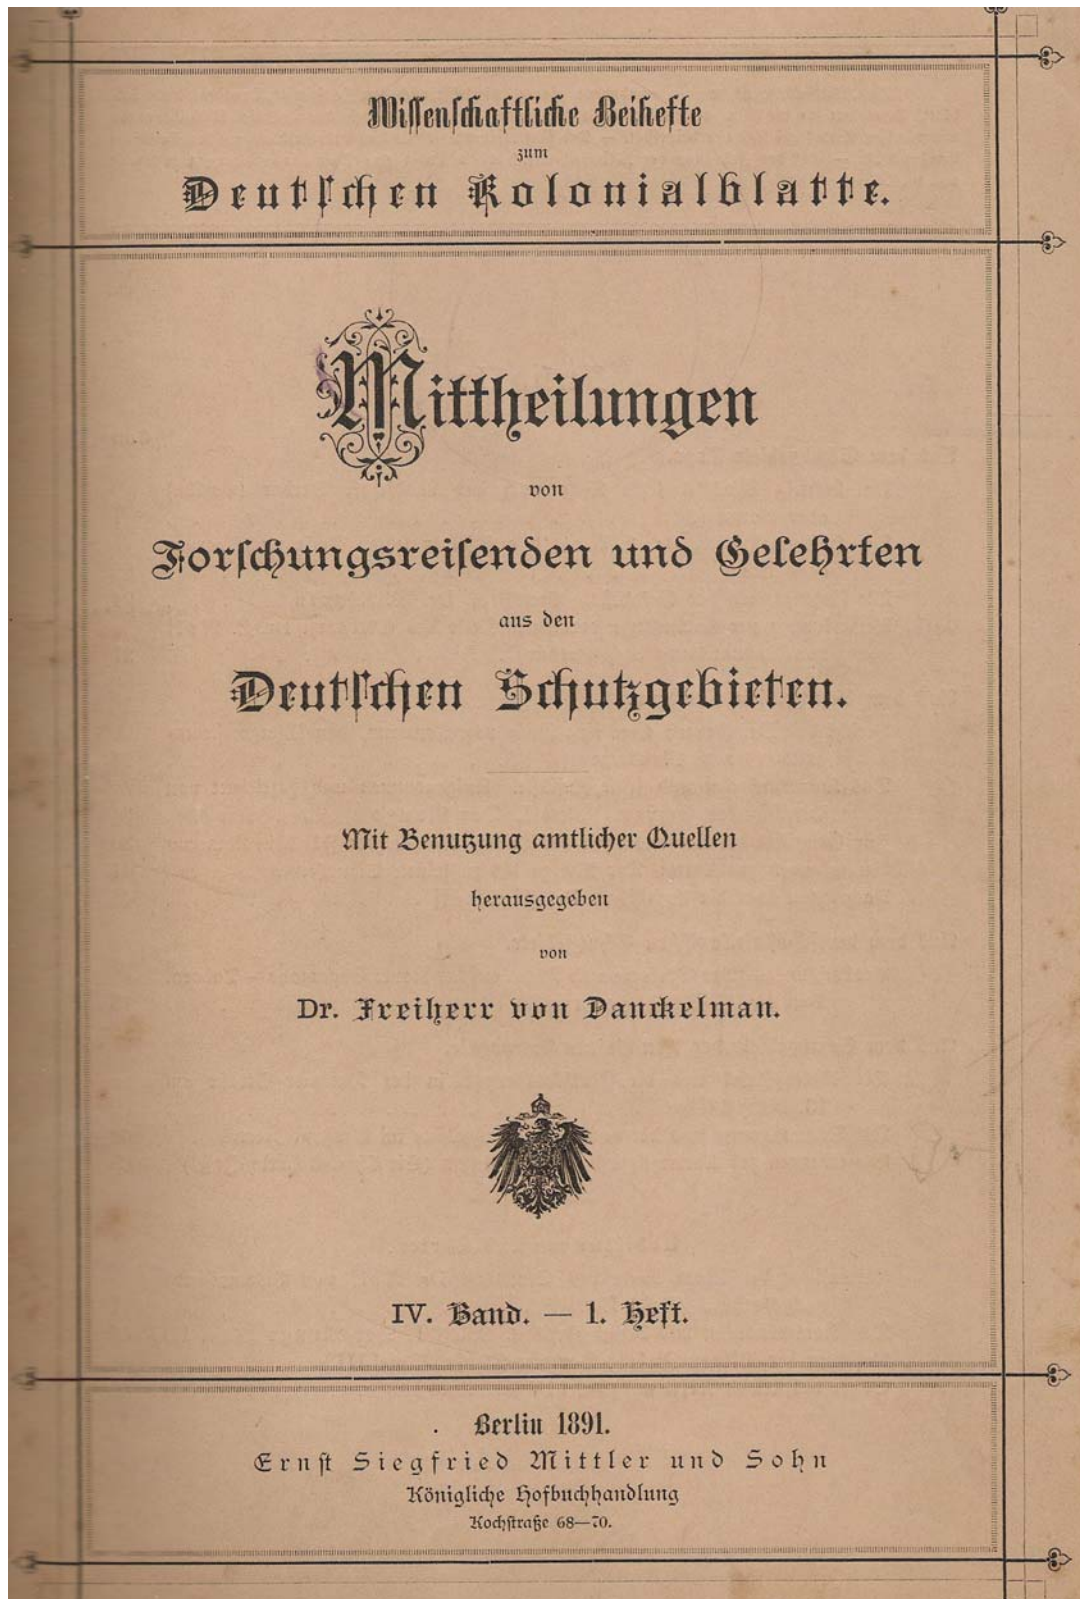 Wissenschaftliche Beihefte
zum
Deutschen Kolonialblatte.
Mittheilungen
von
Forschungsreisenden und Gelehrten
aus den
Deutschen Schutzgebieten.
Mit Benutzung amtlicher Quellen
herausgegeben
von
Dr. Freiherr von Danckelman.
IV. Band. — 1. Heft.
Berlin 1891.
Ernst Siegfried Mittler und Sohn
Königliche Hofbuchhandlung
Kochstraße 68—70.